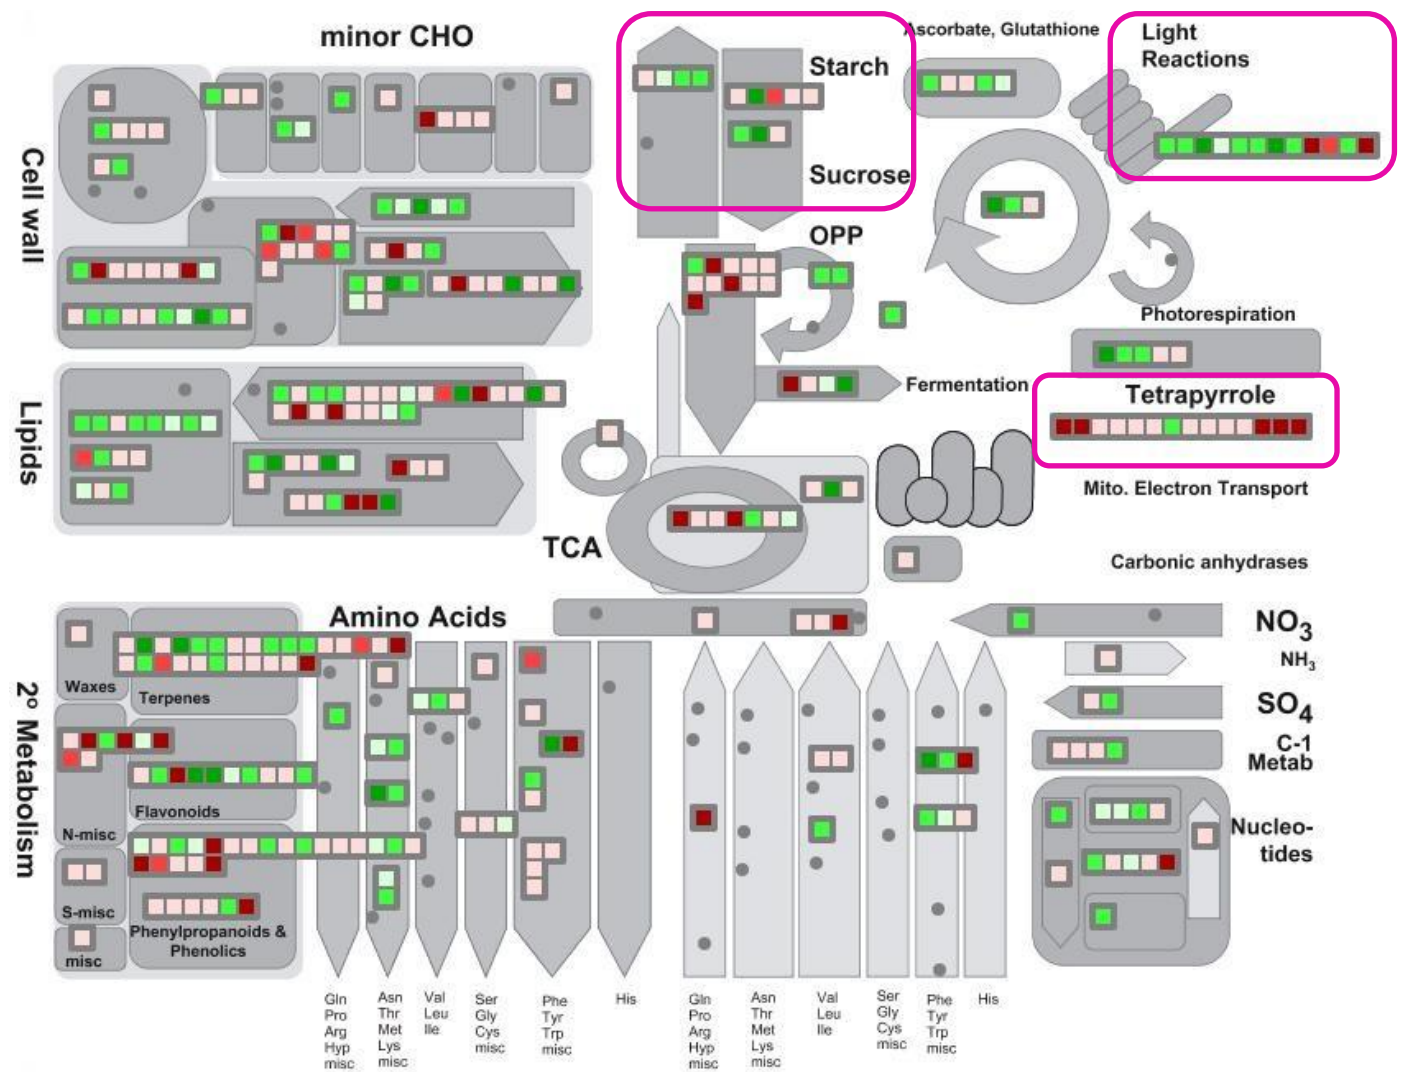 minor CHO
Starch
Sucrose
Ascorbate, Glutathione
Light
Reactions
Cell wall
OPP
Photorespiration
Fermentation
Tetrapyrrole
Lipids
Mito. Electron Transport
TCA
Carbonic anhydrases
Amino Acids
NO3
NH3
SO4
C-1
Metab
Nucleo-
tides
2º Metabolism
Waxes
Terpenes
Flavonoids
N-misc
S-misc
Phenylpropanoids &
Phenolics
misc
Gln
Pro
Arg
Hyp
misc
Asn
Thr
Met
Lys
misc
Val
Leu
Ile
Ser
Gly
Cys
misc
Phe
Tyr
Trp
misc
His
Gln
Pro
Arg
Hyp
misc
Asn
Thr
Met
Lys
misc
Val
Leu
Ile
Ser
Gly
Cys
misc
Phe
Tyr
Trp
misc
His